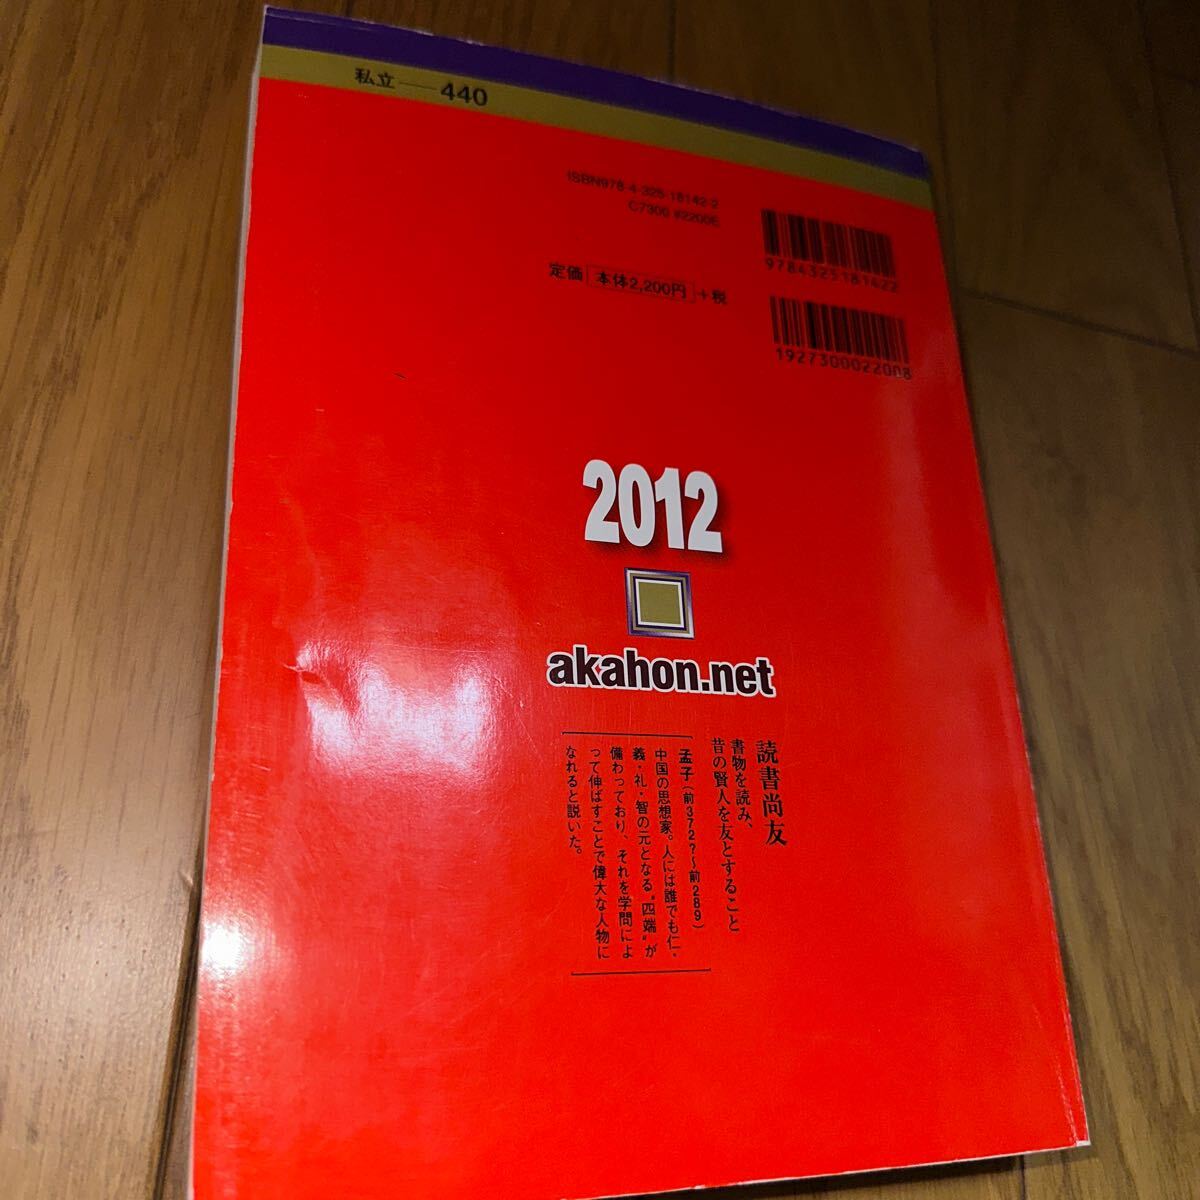 私立——440
ISBN978-4-325-18142-2
C7300 ¥2200E
定価 本体2,200円 +税
9784325181422
1927300022008
2012
akahon.net
読書尚友
書物を読み、
昔の賢人を友とすること
孟子(前372?〜前289)
中国の思想家。人には誰でも仁・
義・礼・智の元となる“四端”が
備わっており、それを学問によ
って伸ばすことで偉大な人物に
なれると説いた。